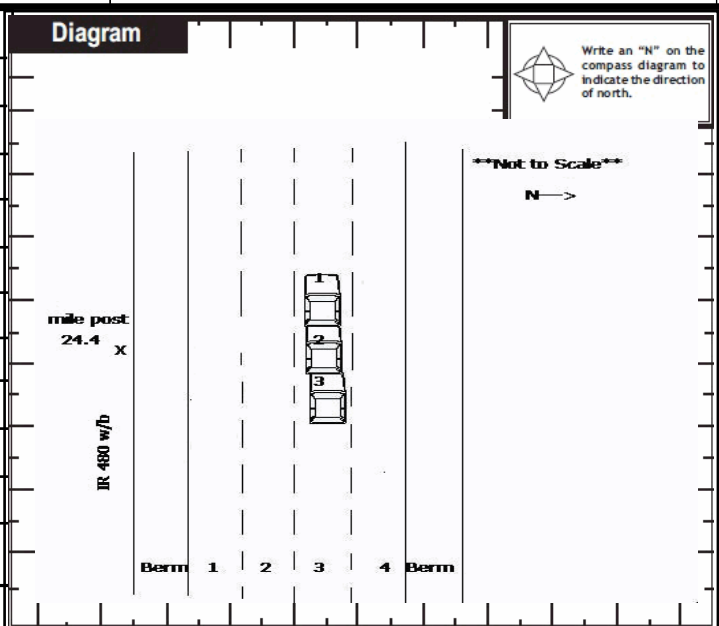 Diagram
Write an “N” on the
compass diagram to
indicate the direction
of north.
**Not to Scale**
N—>
1
mile post
24.4
X
2
3
IR 480 w/b
Berm 1 2 3 4 Berm